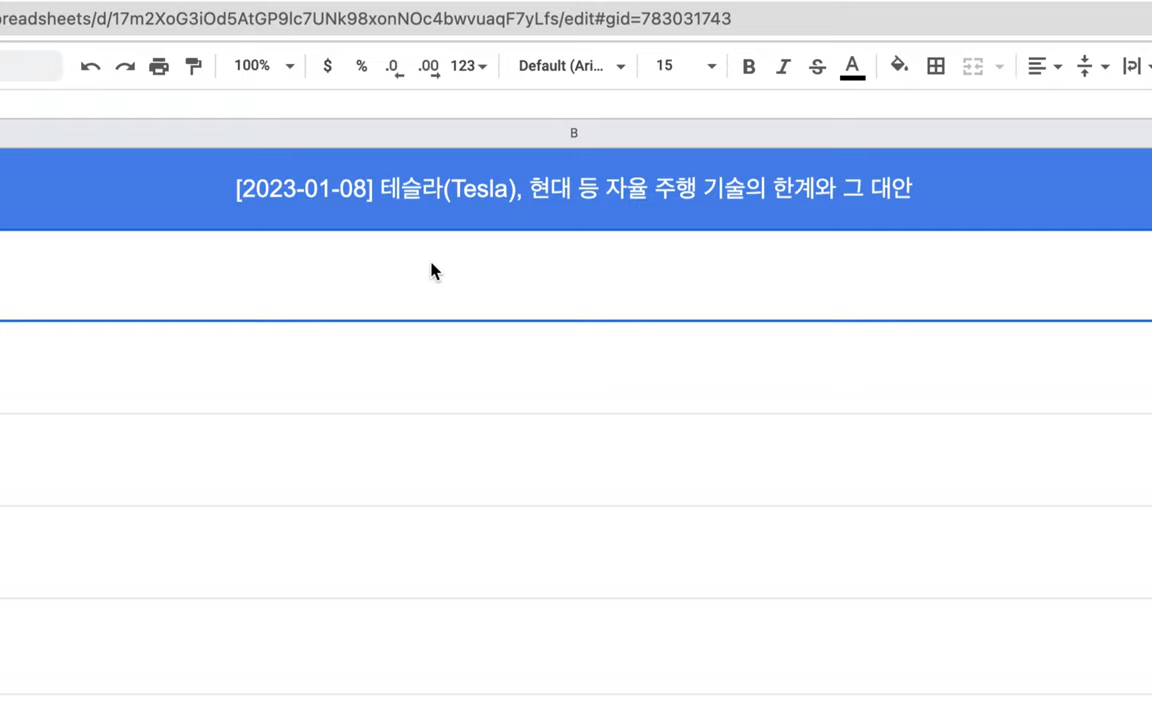 readsheets/d/17m2XoG3iOd5AtGP9lc7UNk98xonNOc4bwvuaqF7yLfs/edit#gid=783031743
100% $ % .0 .00 123 Default (Ari... 15 B I S A
B
[2023-01-08] 테슬라(Tesla), 현대 등 자율 주행 기술의 한계와 그 대안